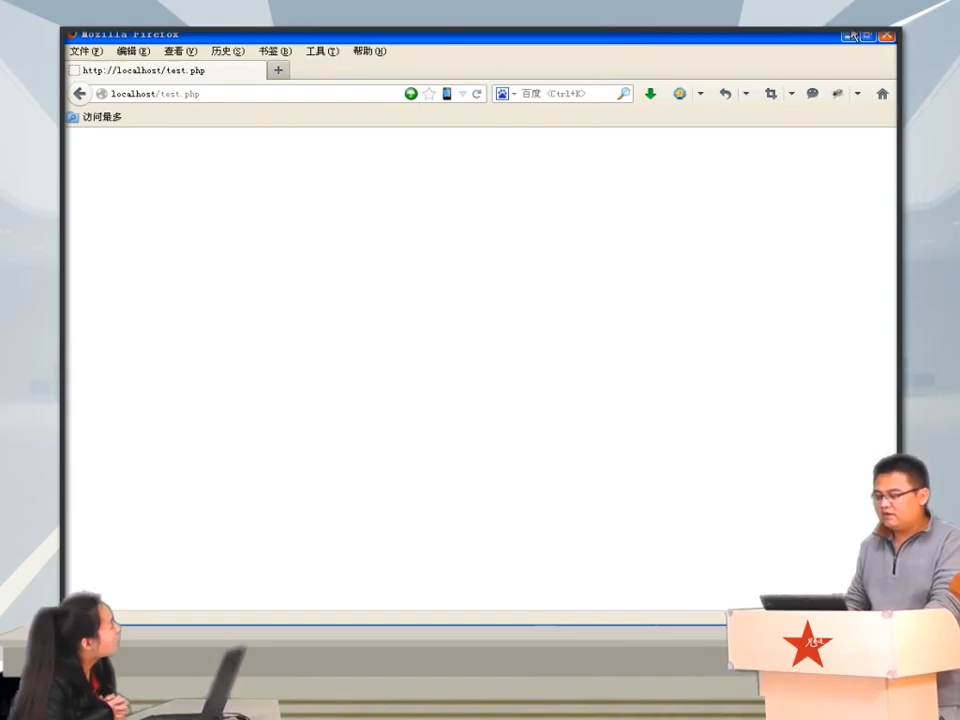 Mozilla Firefox
文件(F) 编辑(E) 查看(V) 历史(S) 书签(B) 工具(T) 帮助(H)
http://localhost/test.php
localhost/test.php 百度 <Ctrl+K>
访问最多